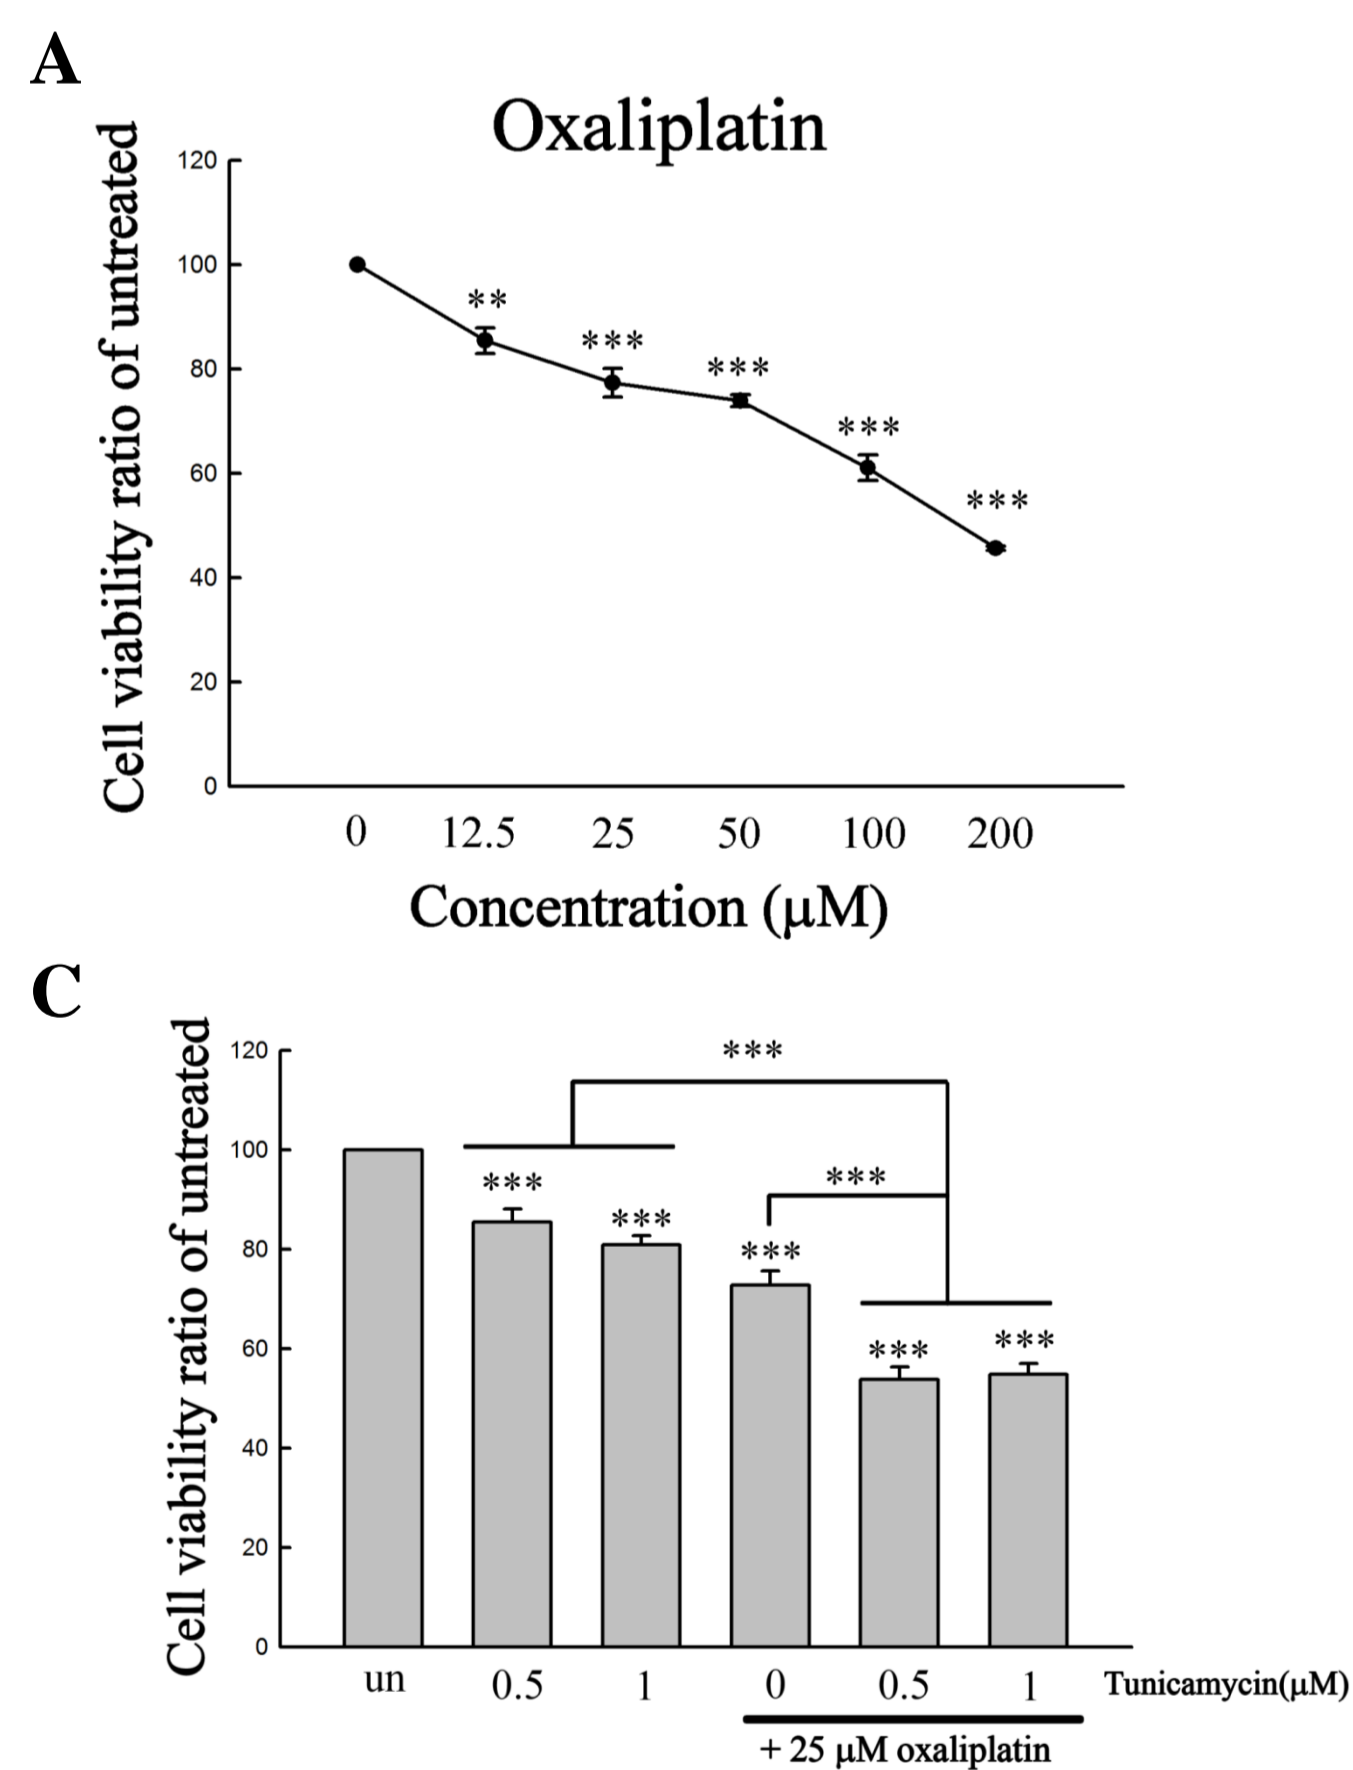 A
Oxaliplatin
Cell viability ratio of untreated
120
100
80
60
40
20
0
**
***
***
***
***
0 12.5 25 50 100 200
Concentration (μM)
C
Cell viability ratio of untreated
120
100
80
60
40
20
0
***
***
***
***
***
***
***
un 0.5 1 0 0.5 1 Tunicamycin(μM)
+ 25 μM oxaliplatin